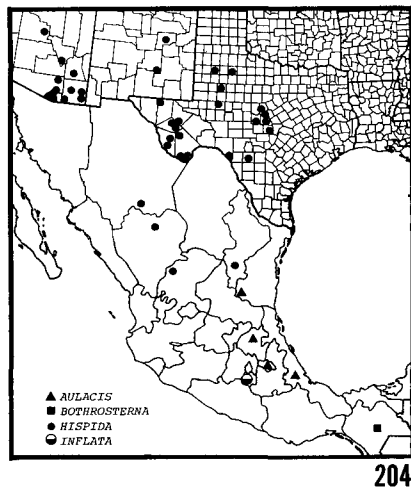 AULACIS
BOTHROSTERNA
HISPIDA
INFLATA
204